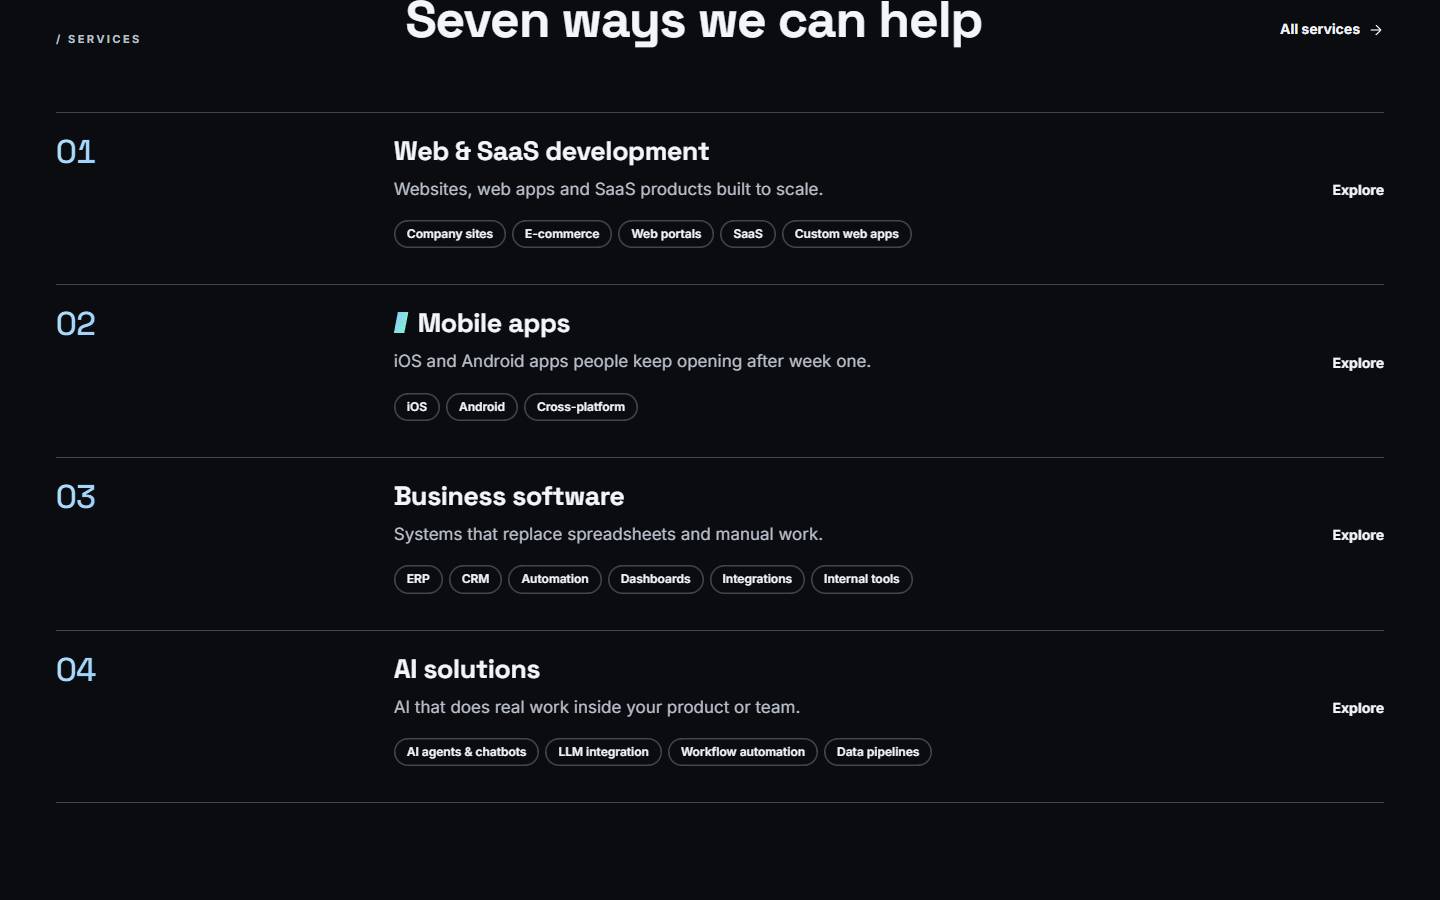 / SERVICES
Seven ways we can help
All services →
01
Web & SaaS development
Websites, web apps and SaaS products built to scale.
Explore
Company sites
E-commerce
Web portals
SaaS
Custom web apps
02
Mobile apps
iOS and Android apps people keep opening after week one.
Explore
iOS
Android
Cross-platform
03
Business software
Systems that replace spreadsheets and manual work.
Explore
ERP
CRM
Automation
Dashboards
Integrations
Internal tools
04
AI solutions
AI that does real work inside your product or team.
Explore
AI agents & chatbots
LLM integration
Workflow automation
Data pipelines